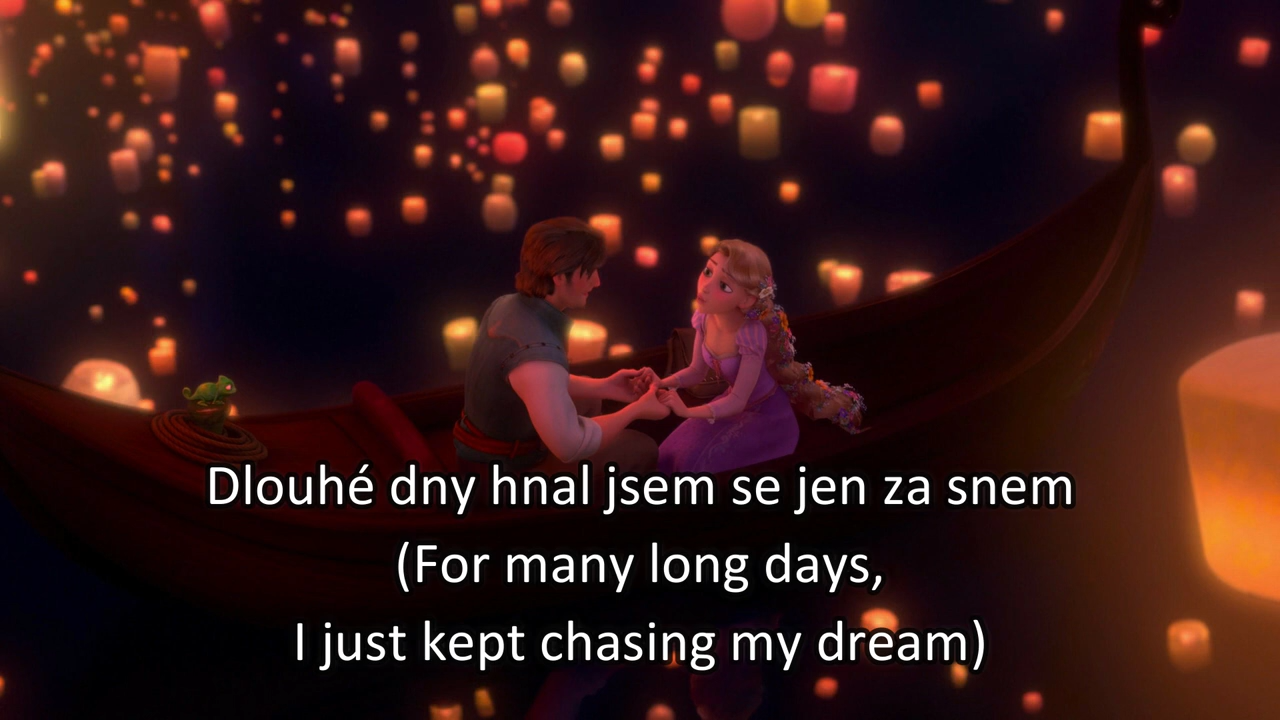 Dlouhé dny hnal jsem se jen za snem
(For many long days,
I just kept chasing my dream)